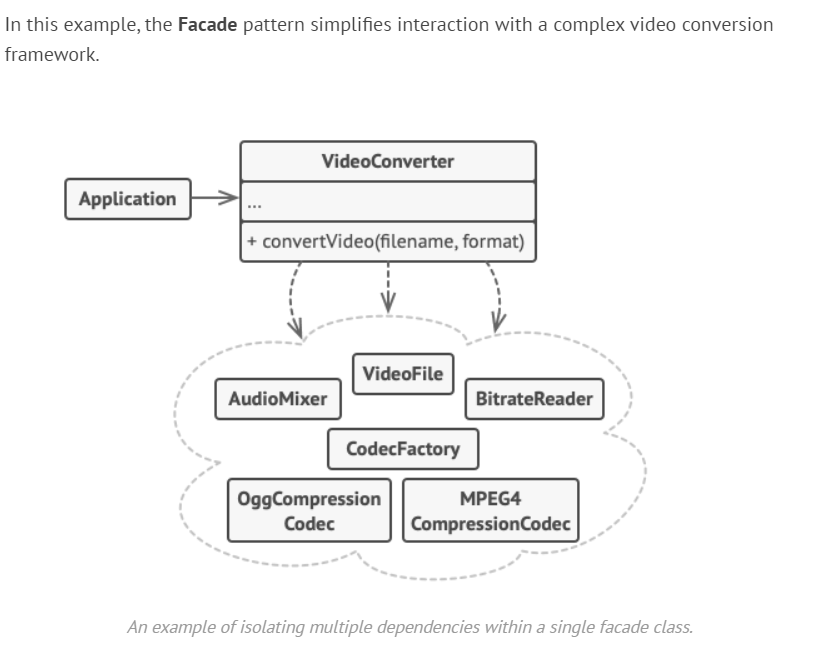 In this example, the Facade pattern simplifies interaction with a complex video conversion
framework.
VideoConverter
Application
...
+ convertVideo(filename, format)
VideoFile
AudioMixer
BitrateReader
CodecFactory
OggCompression
Codec
MPEG4
CompressionCodec
An example of isolating multiple dependencies within a single facade class.